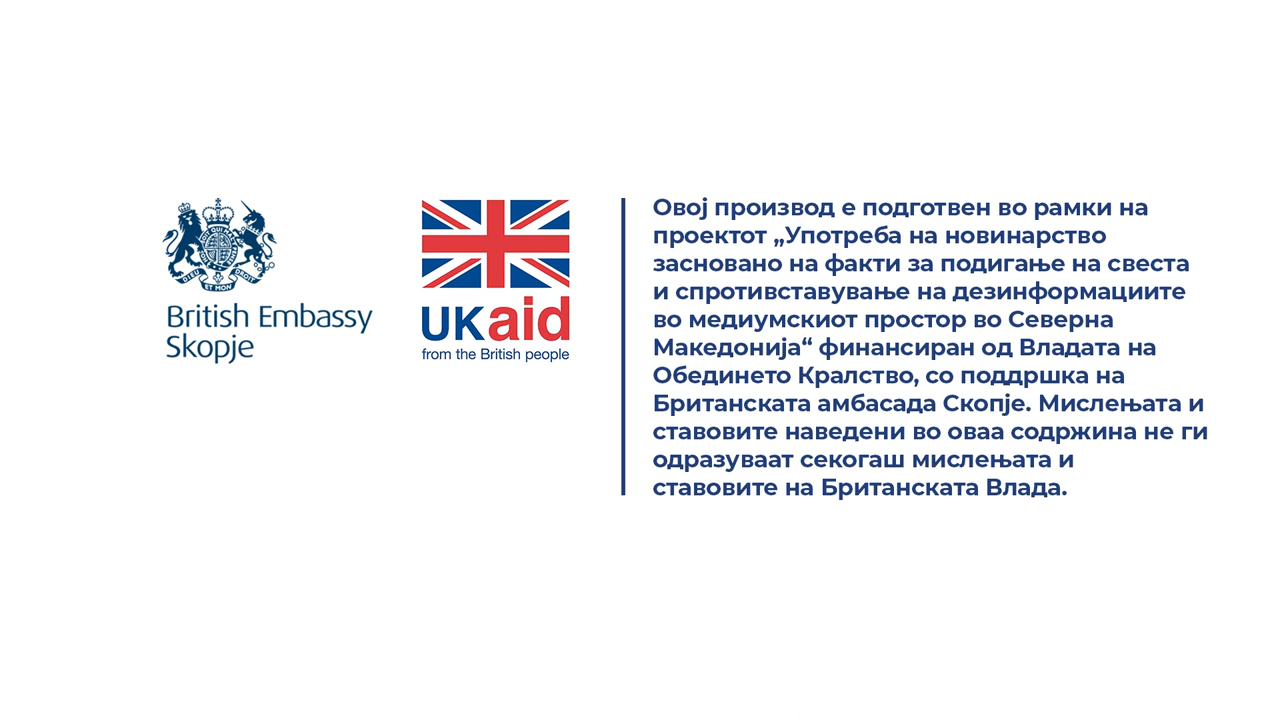 British Embassy
Skopje
UKaid
from the British people
Овој производ е подготвен во рамки на
проектот „Употреба на новинарство
засновано на факти за подигање на свеста
и спротивставување на дезинформациите
во медиумскиот простор во Северна
Македонија“ финансиран од Владата на
Обединето Кралство, со поддршка на
Британската амбасада Скопје. Мислењата и
ставовите наведени во оваа содржина не ги
одразуваат секогаш мислењата и
ставовите на Британската Влада.